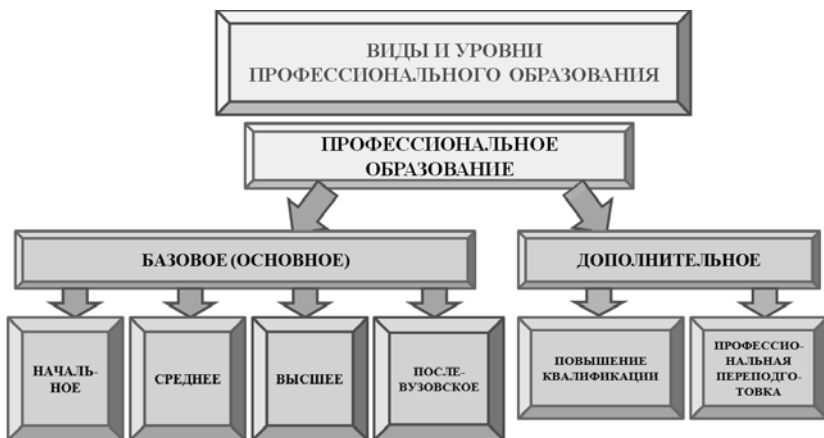 ВИДЫ И УРОВНИ
ПРОФЕССИОНАЛЬНОГО ОБРАЗОВАНИЯ
ПРОФЕССИОНАЛЬНОЕ
ОБРАЗОВАНИЕ
БАЗОВОЕ (ОСНОВНОЕ)
ДОПОЛНИТЕЛЬНОЕ
НАЧАЛЬ-
НОЕ
СРЕДНЕЕ
ВЫСШЕЕ
ПОСЛЕ-
ВУЗОВСКОЕ
ПОВЫШЕНИЕ
КВАЛИФИКАЦИИ
ПРОФЕССИО-
НАЛЬНАЯ
ПЕРЕПОДГО-
ТОВКА